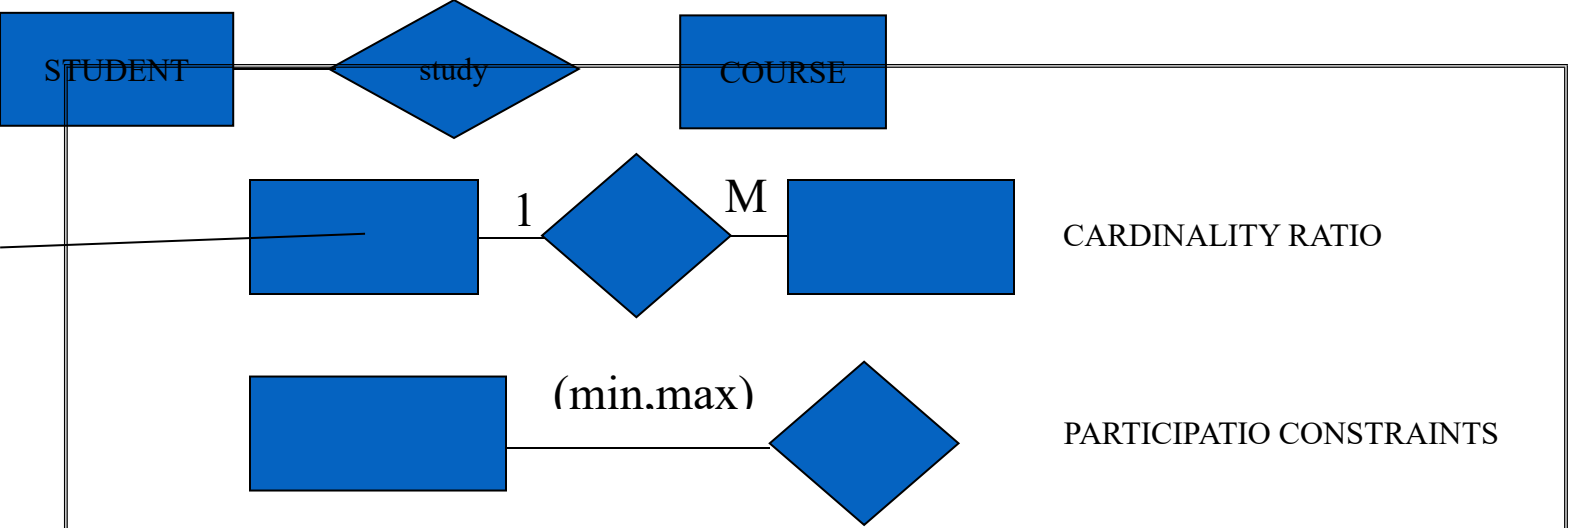 STUDENT study COURSE
1 M
CARDINALITY RATIO
(min,max)
PARTICIPATIO CONSTRAINTS